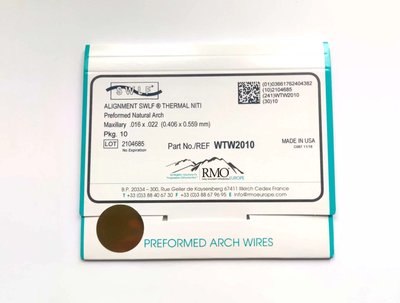 SWLF
ALIGNMENT SWLF ® THERMAL NITI
Preformed Natural Arch
Maxillary .016 x .022 (0.406 x 0.559 mm)
Pkg. 10
LOT 2104685
No Expiration
(10)2104685
(241)WTW2010
(30)10
Part No./REF WTW2010
MADE IN USA
RMO
EUROPE
B.P. 20334 – 300, Rue Geiler de Kaysersberg 67411 Illkirch Cedex France
T +33 (0)3 88 40 67 30 F +33 (0)3 88 67 96 95 E info@rmoeurope.com
PREFORMED ARCH WIRES